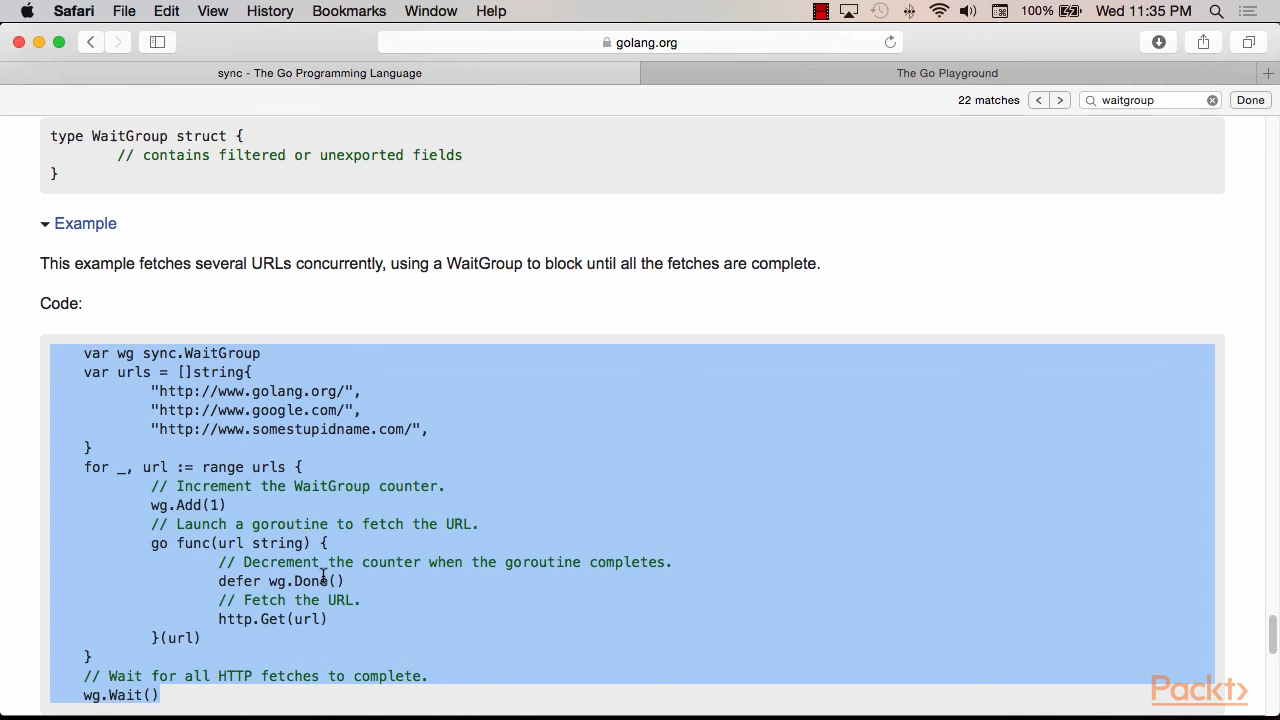 Safari File Edit View History Bookmarks Window Help 100% Wed 11:35 PM
golang.org
sync - The Go Programming Language The Go Playground
22 matches waitgroup Done
type WaitGroup struct {
// contains filtered or unexported fields
}
Example
This example fetches several URLs concurrently, using a WaitGroup to block until all the fetches are complete.
Code:
var wg sync.WaitGroup
var urls = []string{
"http://www.golang.org/",
"http://www.google.com/",
"http://www.somestupidname.com/",
}
for _, url := range urls {
// Increment the WaitGroup counter.
wg.Add(1)
// Launch a goroutine to fetch the URL.
go func(url string) {
// Decrement the counter when the goroutine completes.
defer wg.Done()
// Fetch the URL.
http.Get(url)
}(url)
}
// Wait for all HTTP fetches to complete.
wg.Wait()
Packt>